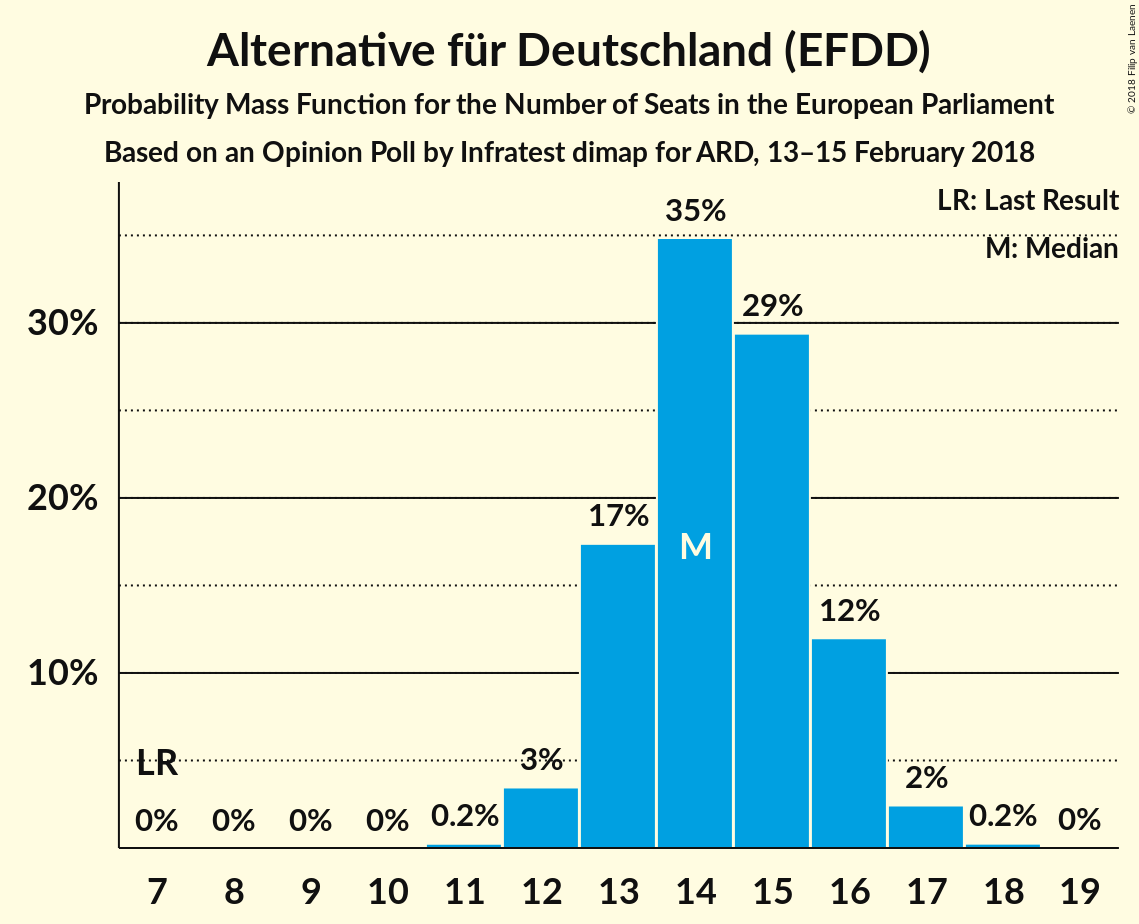 Alternative für Deutschland (EFDD)
Probability Mass Function for the Number of Seats in the European Parliament
Based on an Opinion Poll by Infratest dimap for ARD, 13–15 February 2018
© 2018 Filip van Laenen
LR: Last Result
M: Median
35%
30%
29%
20%
17%
M
12%
10%
LR
3%
2%
0%
0%
0%
0%
0.2%
0.2%
0%
7 8 9 10 11 12 13 14 15 16 17 18 19